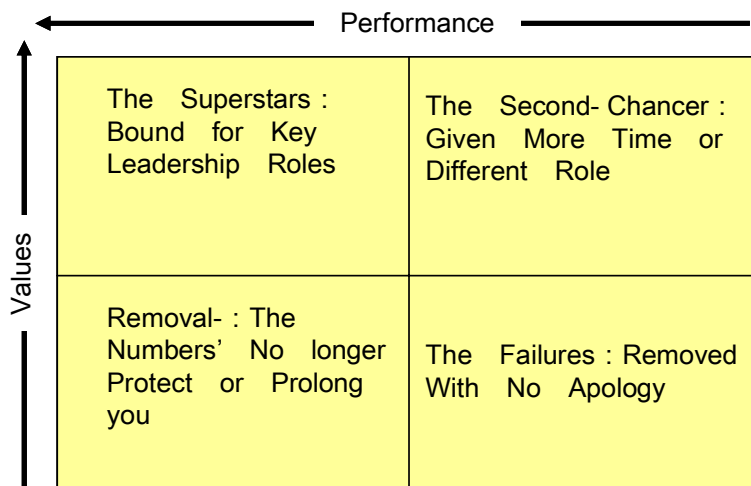 Performance
Values
The Superstars :
Bound for Key
Leadership Roles
The Second- Chancer :
Given More Time or
Different Role
Removal- : The
Numbers’ No longer
Protect or Prolong
you
The Failures : Removed
With No Apology